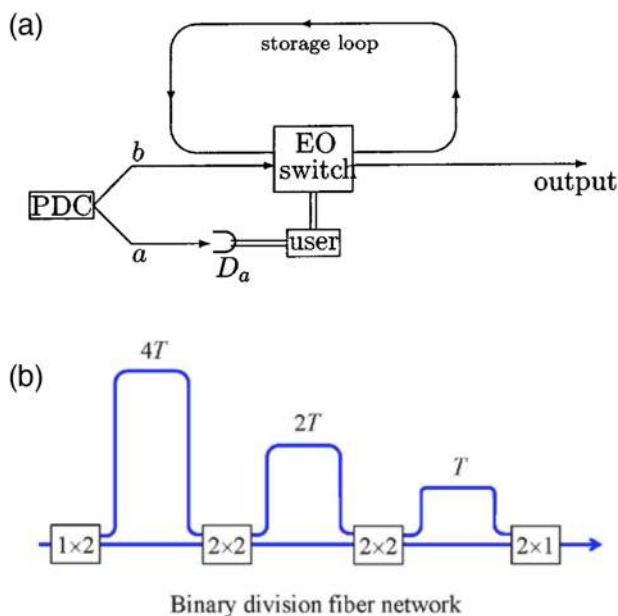 (a)
storage loop
b
EO
switch
output
PDC
a
D_a
user
(b)
4T
2T
T
1×2
2×2
2×2
2×1
Binary division fiber network